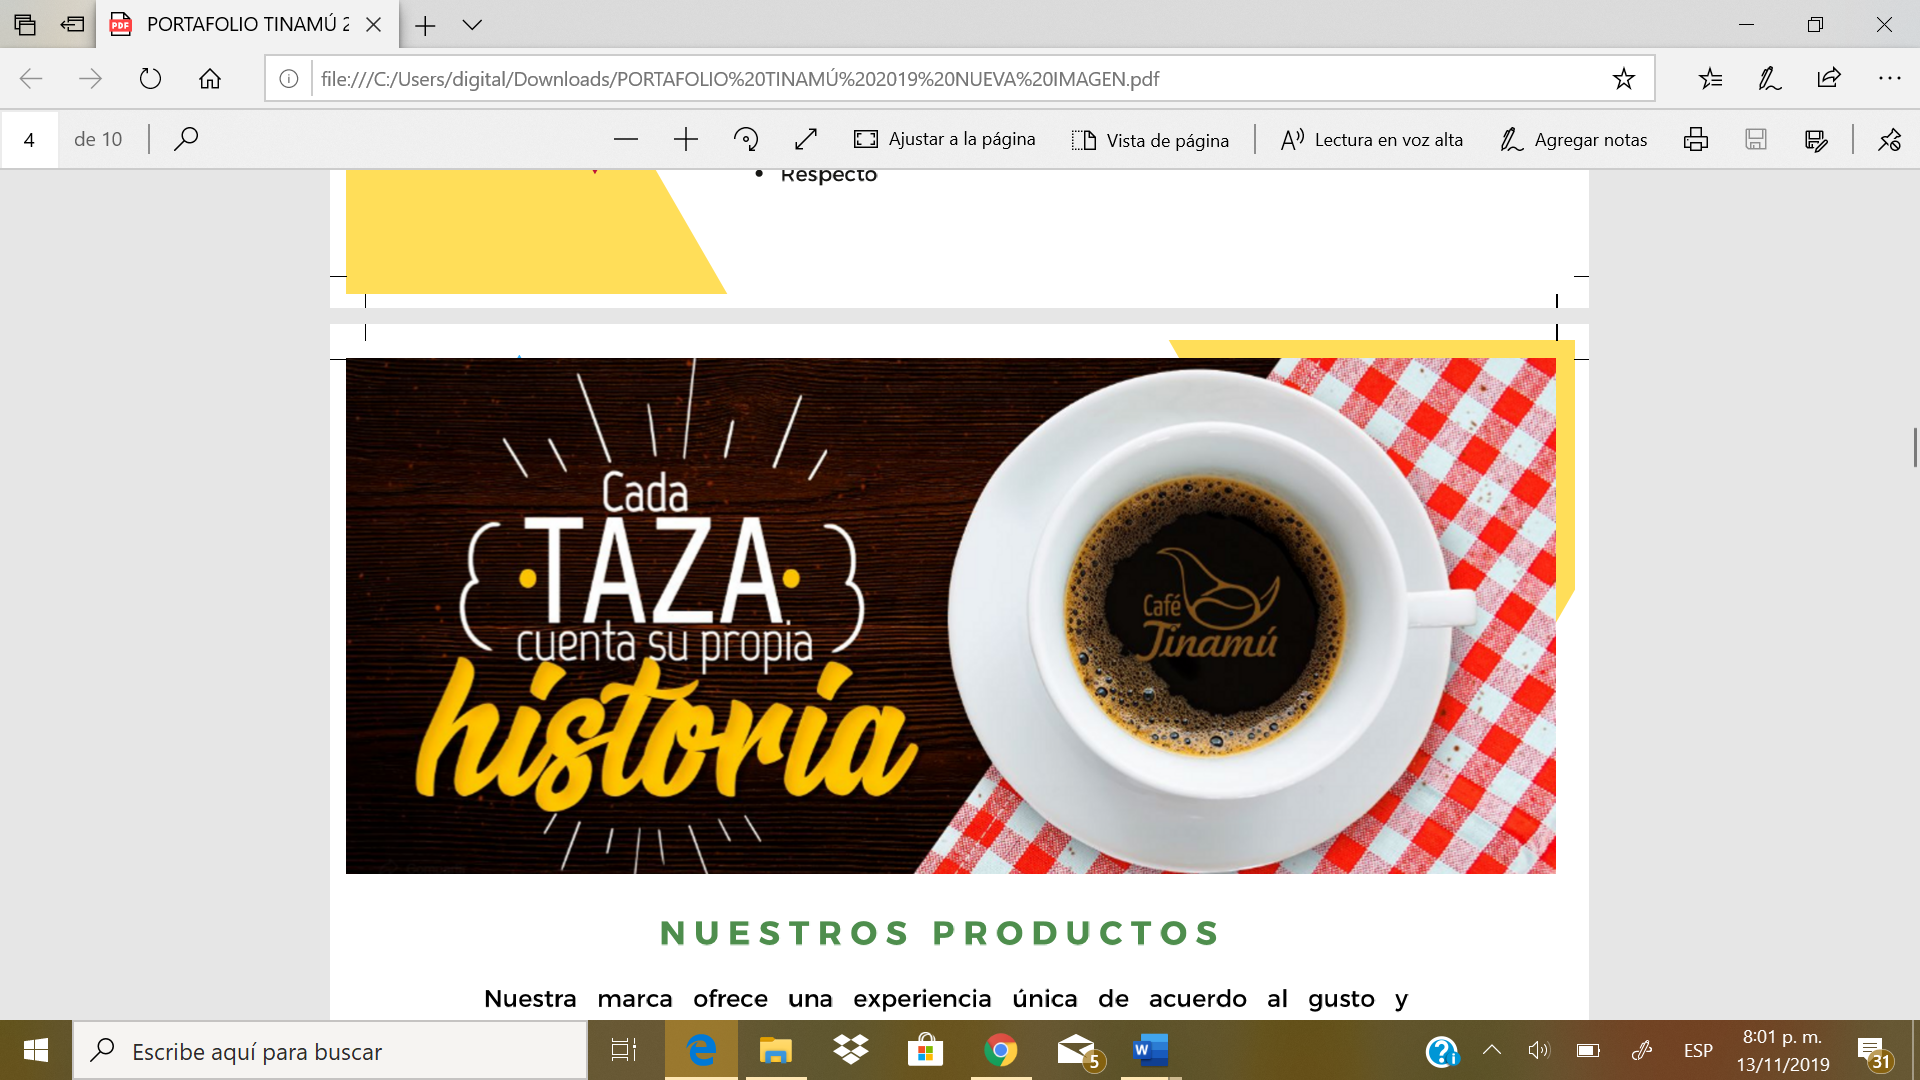 PORTAFOLIO TINAMÚ 2
file:///C:/Users/digital/Downloads/PORTAFOLIO%20TINAMÚ%202019%20NUEVA%20IMAGEN.pdf
4 de 10
Ajustar a la página
Vista de página
Lectura en voz alta
Agregar notas
• Respecto
Cada
TAZA
cuenta su propia
historia
Café
Tinamú
NUESTROS PRODUCTOS
Nuestra marca ofrece una experiencia única de acuerdo al gusto y
Escribe aquí para buscar
5
ESP
8:01 p. m.
13/11/2019
31